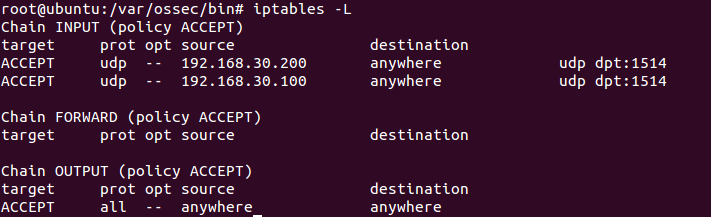 root@ubuntu:/var/ossec/bin# iptables -L
Chain INPUT (policy ACCEPT)
target     prot opt source               destination
ACCEPT     udp  --  192.168.30.200       anywhere             udp dpt:1514
ACCEPT     udp  --  192.168.30.100       anywhere             udp dpt:1514
Chain FORWARD (policy ACCEPT)
target     prot opt source               destination
Chain OUTPUT (policy ACCEPT)
target     prot opt source               destination
ACCEPT     all  --  anywhere             anywhere